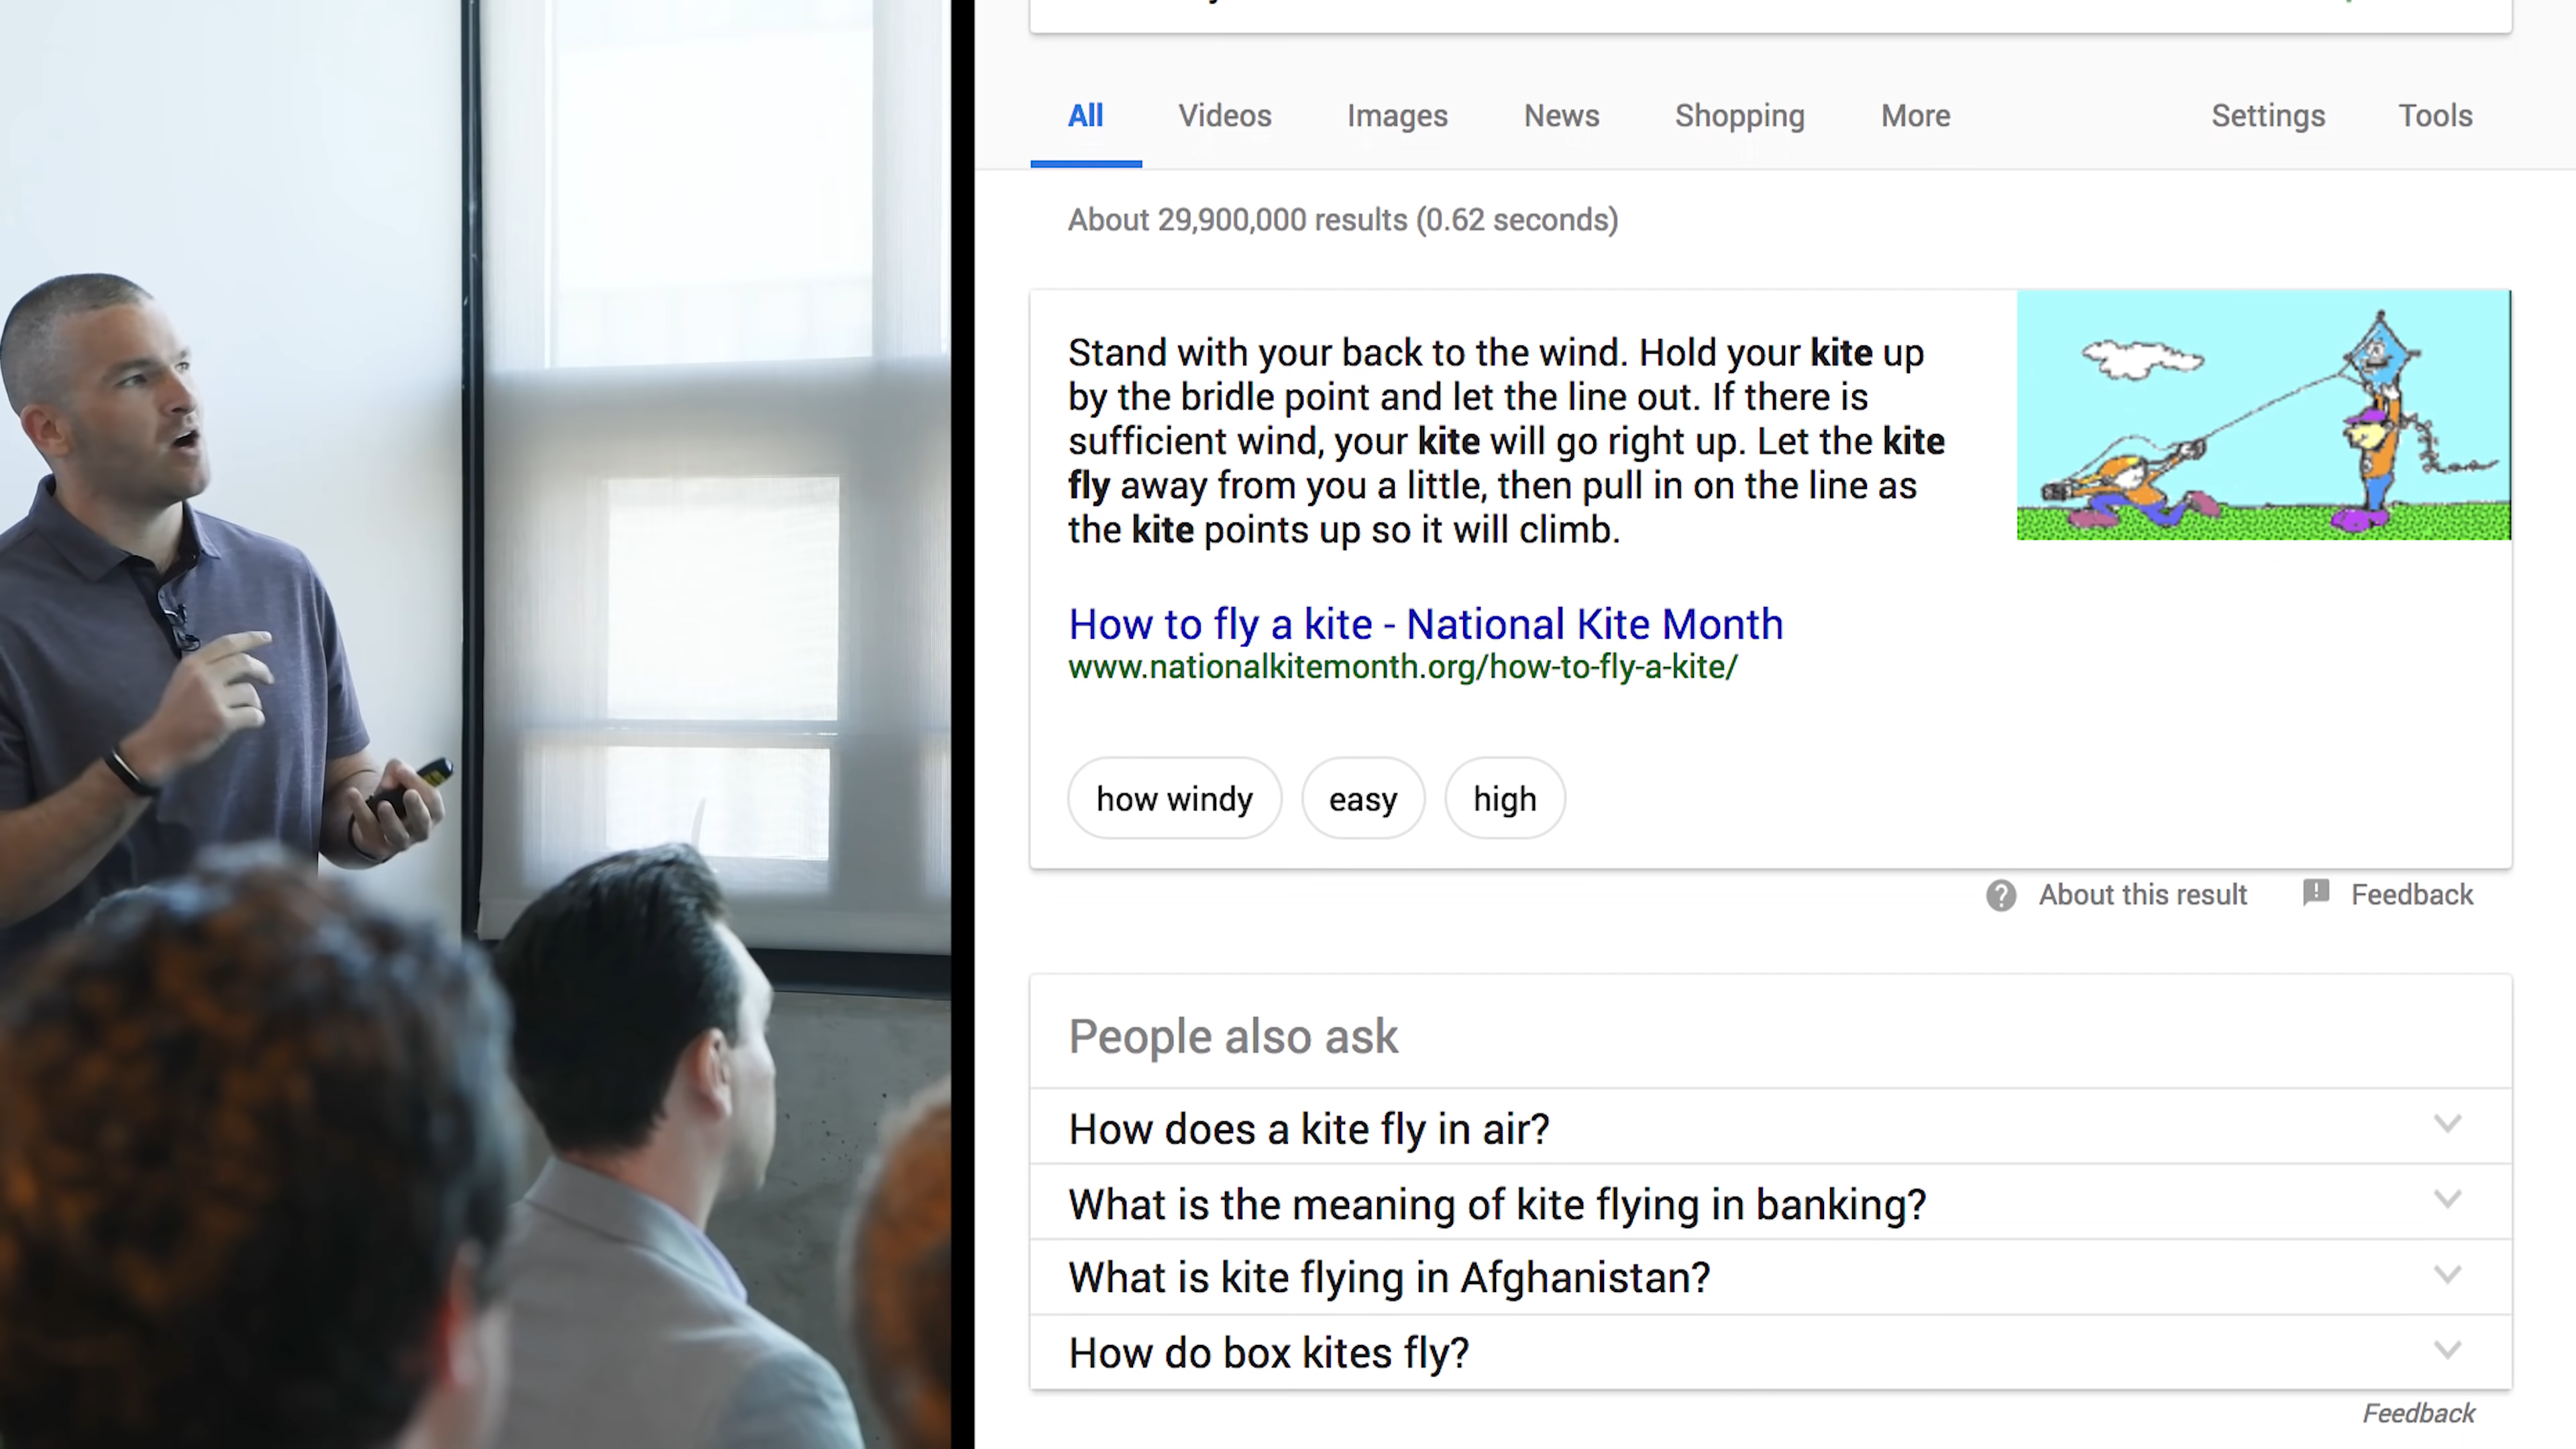 All Videos Images News Shopping More Settings Tools
About 29,900,000 results (0.62 seconds)
Stand with your back to the wind. Hold your kite up
by the bridle point and let the line out. If there is
sufficient wind, your kite will go right up. Let the kite
fly away from you a little, then pull in on the line as
the kite points up so it will climb.
How to fly a kite - National Kite Month
www.nationalkitemonth.org/how-to-fly-a-kite/
how windy easy high
About this result Feedback
People also ask
How does a kite fly in air?
What is the meaning of kite flying in banking?
What is kite flying in Afghanistan?
How do box kites fly?
Feedback